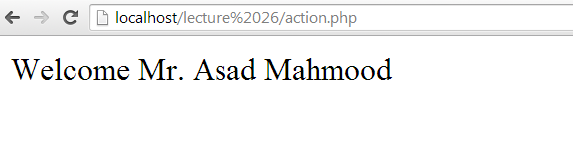 localhost/lecture%2026/action.php
Welcome Mr. Asad Mahmood